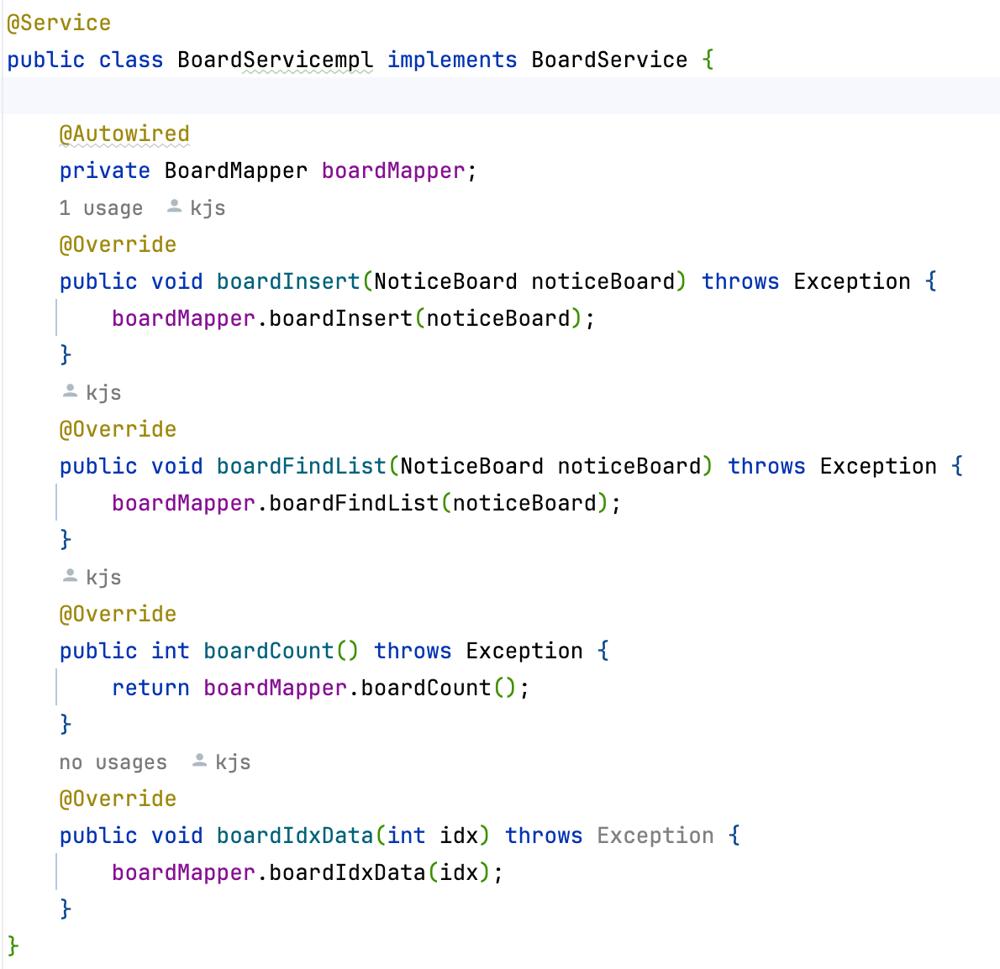 @Service
public class BoardServicempl implements BoardService {
@Autowired
private BoardMapper boardMapper;
1 usage kjs
@Override
public void boardInsert(NoticeBoard noticeBoard) throws Exception {
boardMapper.boardInsert(noticeBoard);
}
kjs
@Override
public void boardFindList(NoticeBoard noticeBoard) throws Exception {
boardMapper.boardFindList(noticeBoard);
}
kjs
@Override
public int boardCount() throws Exception {
return boardMapper.boardCount();
}
no usages kjs
@Override
public void boardIdxData(int idx) throws Exception {
boardMapper.boardIdxData(idx);
}
}